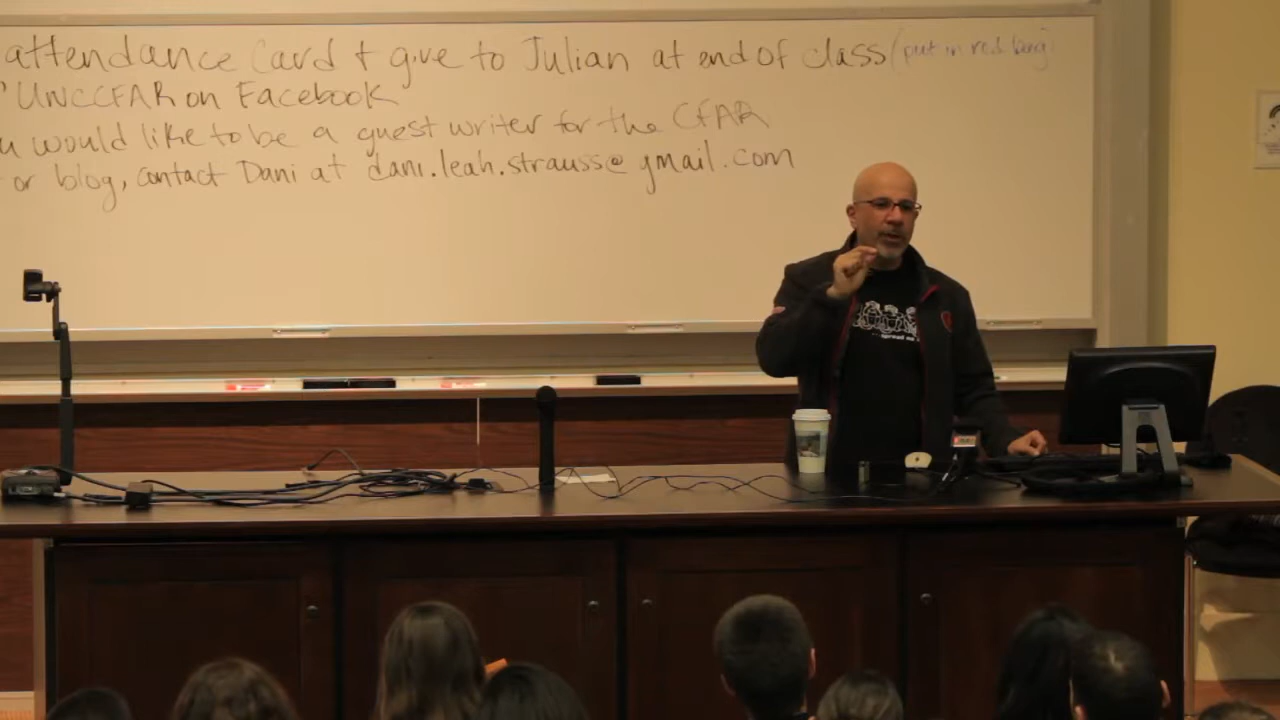 attendance Card + give to Julian at end of class (put in red bag)
UNCCFAR on Facebook
would like to be a guest writer for the CFAR
or blog, contact Dani at dani.leah.strauss@gmail.com
spread